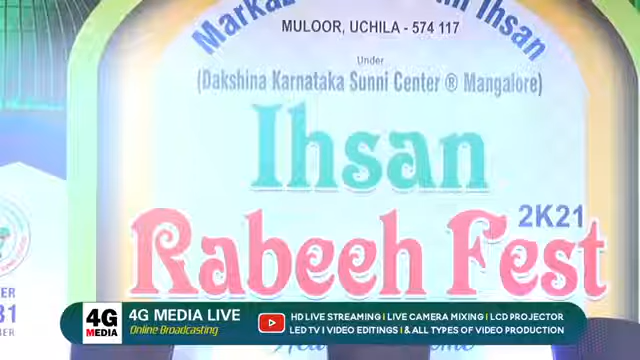 Ihsan
MULOOR, UCHILA - 574 117
Under
(Dakshina Karnataka Sunni Center ® Mangalore)
Ihsan
2K21
Rabeeh Fest
4G
MEDIA
4G MEDIA LIVE
Online Broadcasting
HD LIVE STREAMING I LIVE CAMERA MIXING I LCD PROJECTOR
LED TV I VIDEO EDITINGS I & ALL TYPES OF VIDEO PRODUCTION